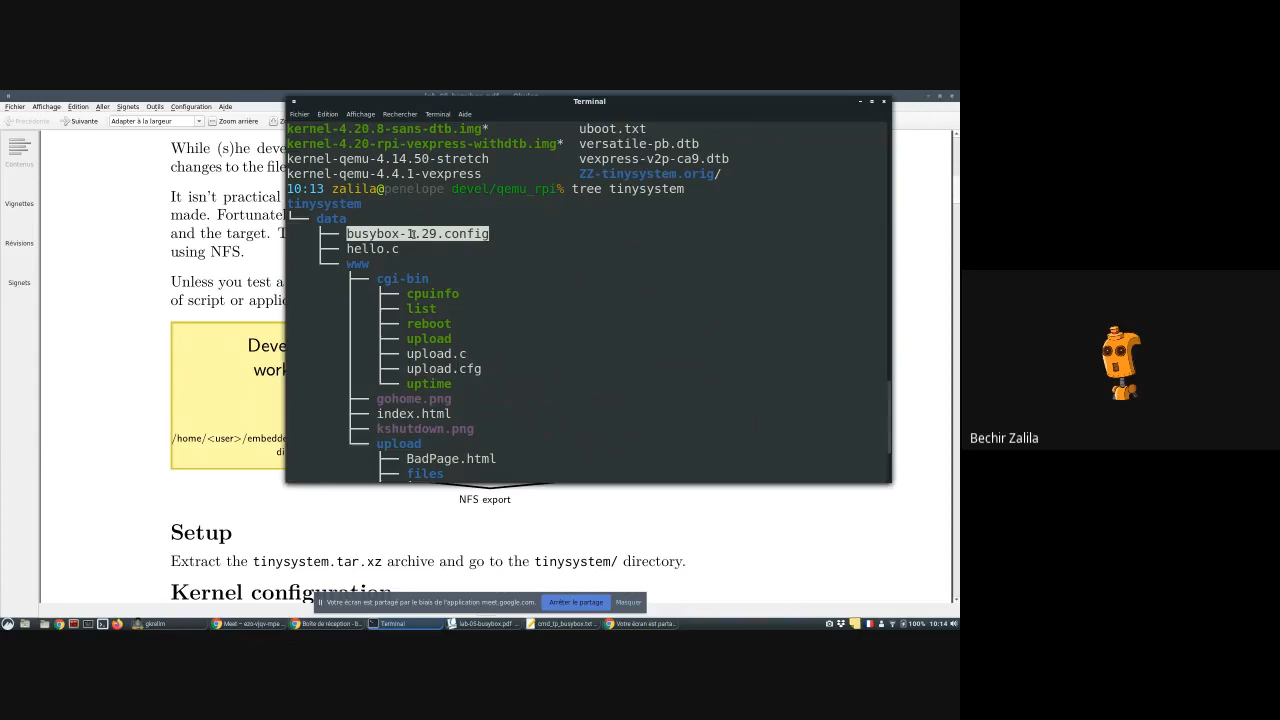 Terminal
Fichier Affichage Édition Aller Signets Outils Configuration Aide
Fichier Édition Affichage Rechercher Terminal Aide
Précédente Suivante Adapter à la largeur Zoom arrière
Contenus
Vignettes
Révisions
Signets
While (s)he deve
changes to the file
It isn't practical
made. Fortunate
and the target. T
using NFS.
Unless you test a
of script or applic
Deve
work
/home/<user>/embedde
di
kernel-4.20.8-sans-dtb.img* uboot.txt
kernel-4.20-rpi-vexpress-withdtb.img* versatile-pb.dtb
kernel-qemu-4.14.50-stretch vexpress-v2p-ca9.dtb
kernel-qemu-4.4.1-vexpress ZZ-tinysystem.orig/
10:13 zalila@penelope devel/qemu_rpi% tree tinysystem
tinysystem
└── data
├── busybox-1.29.config
├── hello.c
└── www
├── cgi-bin
├── cpuinfo
├── list
├── reboot
├── upload
├── upload.c
├── upload.cfg
└── uptime
├── gohome.png
├── index.html
├── kshutdown.png
└── upload
├── BadPage.html
├── files
NFS export
Setup
Extract the tinysystem.tar.xz archive and go to the tinysystem/ directory.
Kernel configuration
Votre écran est partagé par le biais de l'application meet.google.com. Arrêter le partage Masquer
gkrellm Meet – ezo-vjqv-mpe... Boîte de réception - b... Terminal lab-05-busybox.pdf ... cmd_tp_busybox.txt ... Votre écran est parta... 100% 10:14
Bechir Zalila